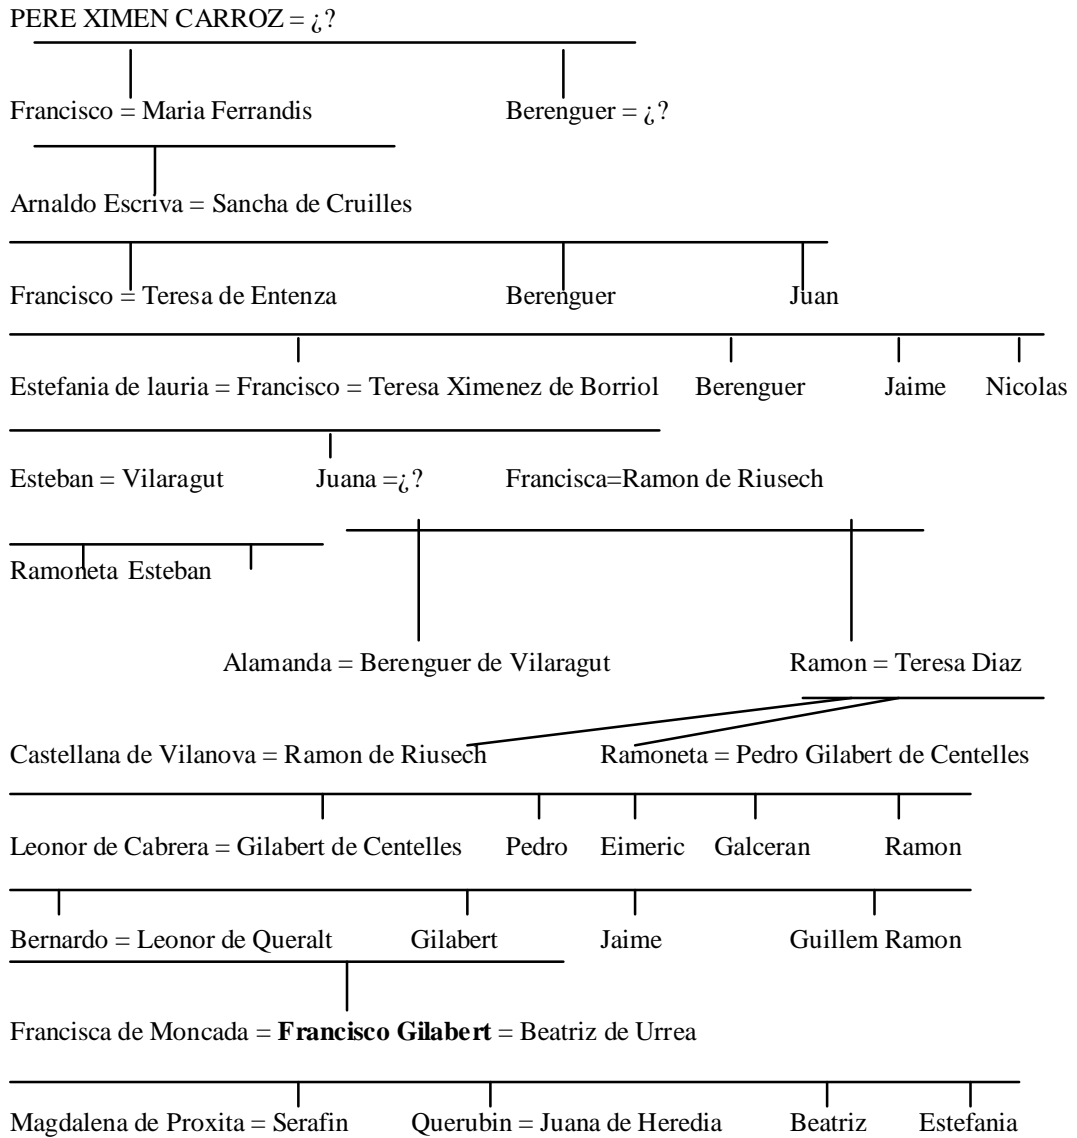 PERE XIMEN CARROZ = ¿?
Francisco = Maria Ferrandis Berenguer = ¿?
Arnaldo Escriva = Sancha de Cruilles
Francisco = Teresa de Entenza Berenguer Juan
Estefania de lauria = Francisco = Teresa Ximenez de Borriol Berenguer Jaime Nicolas
Esteban = Vilaragut Juana =¿? Francisca=Ramon de Riusech
Ramoneta Esteban
Alamanda = Berenguer de Vilaragut Ramon = Teresa Diaz
Castellana de Vilanova = Ramon de Riusech Ramoneta = Pedro Gilabert de Centelles
Leonor de Cabrera = Gilabert de Centelles Pedro Eimeric Galceran Ramon
Bernardo = Leonor de Queralt Gilabert Jaime Guillem Ramon
Francisca de Moncada = Francisco Gilabert = Beatriz de Urrea
Magdalena de Proxita = Serafin Querubin = Juana de Heredia Beatriz Estefania